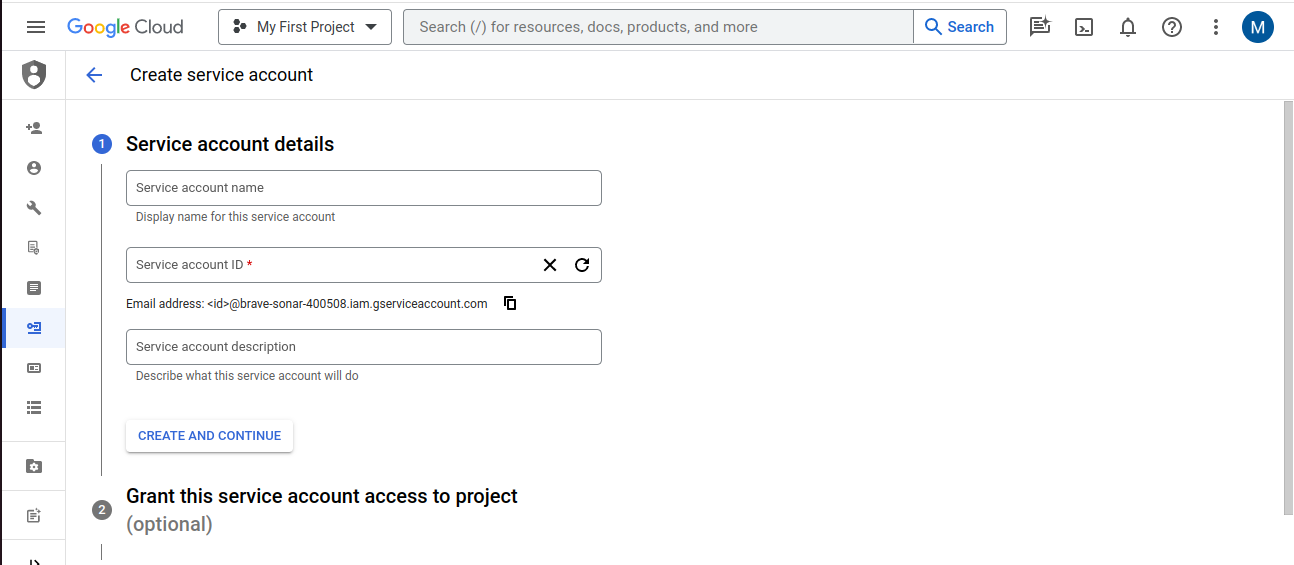 Google Cloud
My First Project
Search (/) for resources, docs, products, and more
Search
M
Create service account
1
Service account details
Service account name
Display name for this service account
Service account ID *
Email address: <id>@brave-sonar-400508.iam.gserviceaccount.com
Service account description
Describe what this service account will do
CREATE AND CONTINUE
2
Grant this service account access to project
(optional)